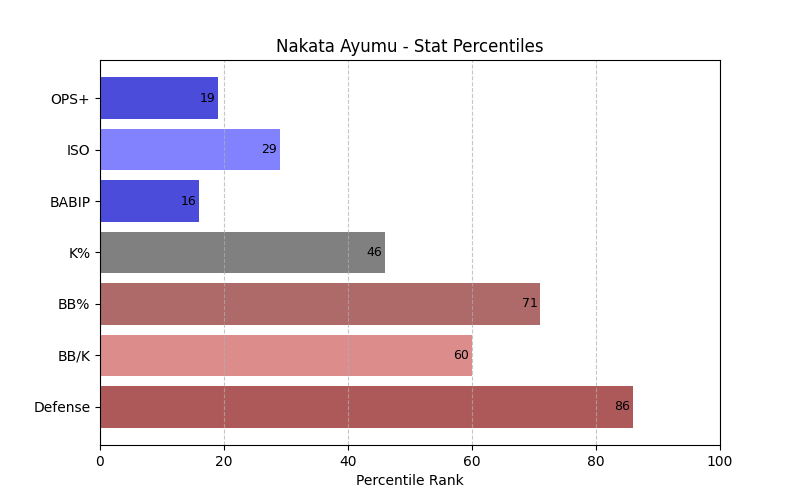 Nakata Ayumu - Stat Percentiles
OPS+ 19
ISO 29
BABIP 16
K% 46
BB% 71
BB/K 60
Defense 86
0 20 40 60 80 100
Percentile Rank